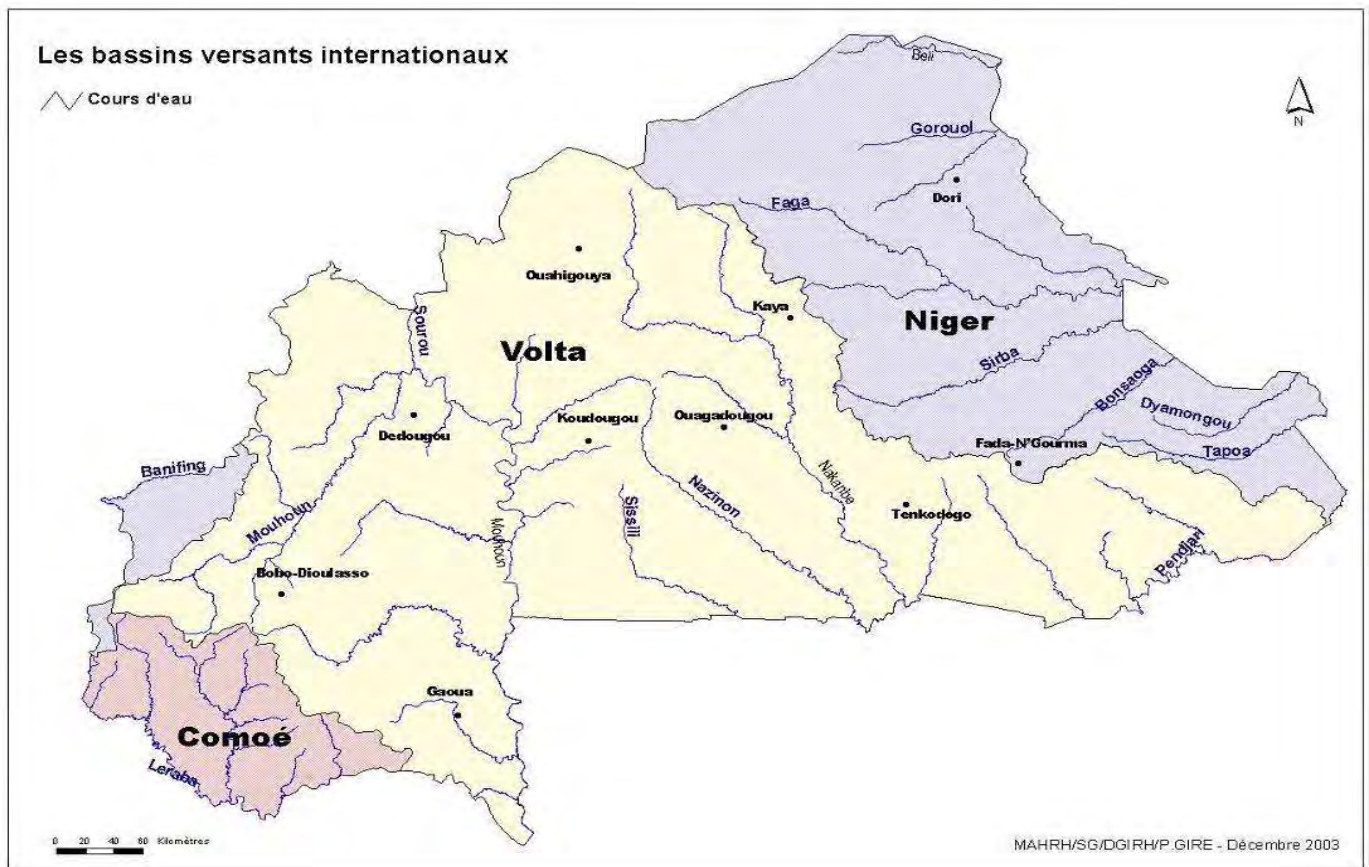 Les bassins versants internationaux
Cours d'eau
N
Beli
Gorouol
Dori
Faga
Ouahigouya
Kaya
Niger
Sourou
Volta
Sirba
Bonsaoga
Dyamongou
Tapoa
Koudougou
Ouagadougou
Dedougou
Fada-N'Gourma
Banifing
Mouhoun
Mouhoun
Sissili
Nazinon
Nakanbe
Tenkodogo
Pendjari
Bobo-Dioulasso
Gaoua
Comoé
Leraba
0 20 40 60 Kilomètres
MAHRH/SG/DGIRH/P.GIRE - Décembre 2003